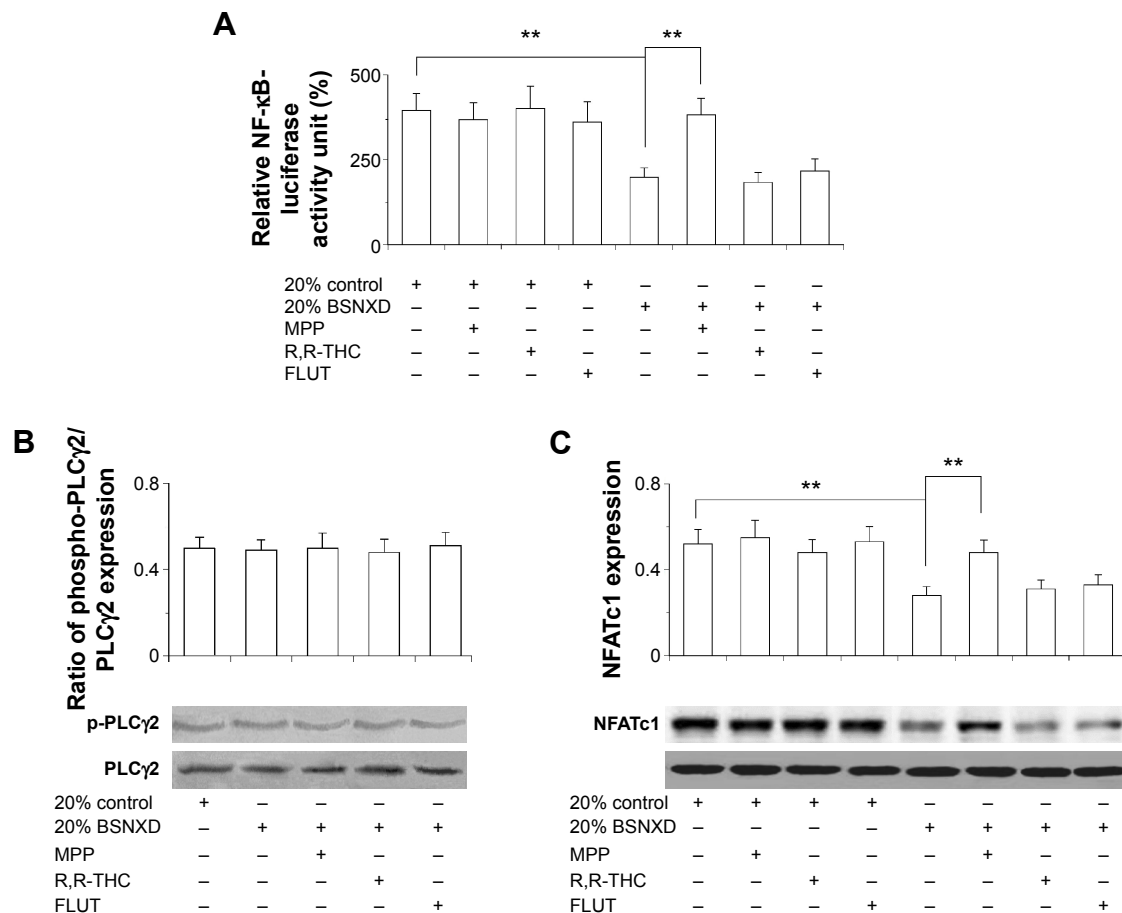 A
** **
Relative NF-κB-
luciferase
activity unit (%)
500
250
0
20% control + + + + – – – –
20% BSNXD – – – – + + + +
MPP – + – – – + – –
R,R-THC – – + – – – + –
FLUT – – – + – – – +
B
Ratio of phospho-PLCγ2/
PLCγ2 expression
0.8
0.4
0
p-PLCγ2
PLCγ2
20% control + – – – –
20% BSNXD – + + + +
MPP – – + – –
R,R-THC – – – + –
FLUT – – – – +
C
**
**
NFATc1 expression
0.8
0.4
0
NFATc1
20% control + + + + – – – –
20% BSNXD – – – – + + + +
MPP – + – – – + – –
R,R-THC – – + – – – + –
FLUT – – – + – – – +